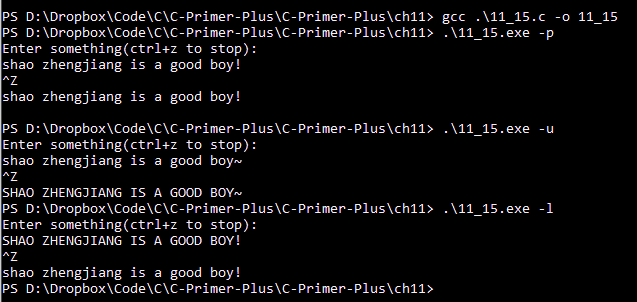 PS D:\Dropbox\Code\C\C-Primer-Plus\C-Primer-Plus\ch11> gcc .\11_15.c -o 11_15
PS D:\Dropbox\Code\C\C-Primer-Plus\C-Primer-Plus\ch11> .\11_15.exe -p
Enter something(ctrl+z to stop):
shao zhengjiang is a good boy!
^Z
shao zhengjiang is a good boy!
PS D:\Dropbox\Code\C\C-Primer-Plus\C-Primer-Plus\ch11> .\11_15.exe -u
Enter something(ctrl+z to stop):
shao zhengjiang is a good boy~
^Z
SHAO ZHENGJIANG IS A GOOD BOY~
PS D:\Dropbox\Code\C\C-Primer-Plus\C-Primer-Plus\ch11> .\11_15.exe -l
Enter something(ctrl+z to stop):
SHAO ZHENGJIANG IS A GOOD BOY!
^Z
shao zhengjiang is a good boy!
PS D:\Dropbox\Code\C\C-Primer-Plus\C-Primer-Plus\ch11>